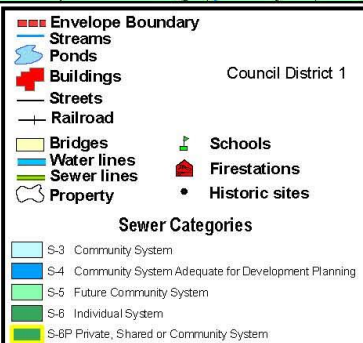 Envelope Boundary
Streams
Ponds
Buildings
Council District 1
Streets
Railroad
Bridges
Schools
Water lines
Firestations
Sewer lines
Property
Historic sites
Sewer Categories
S-3 Community System
S-4 Community System Adequate for Development Planning
S-5 Future Community System
S-6 Individual System
S-6P Private, Shared or Community System